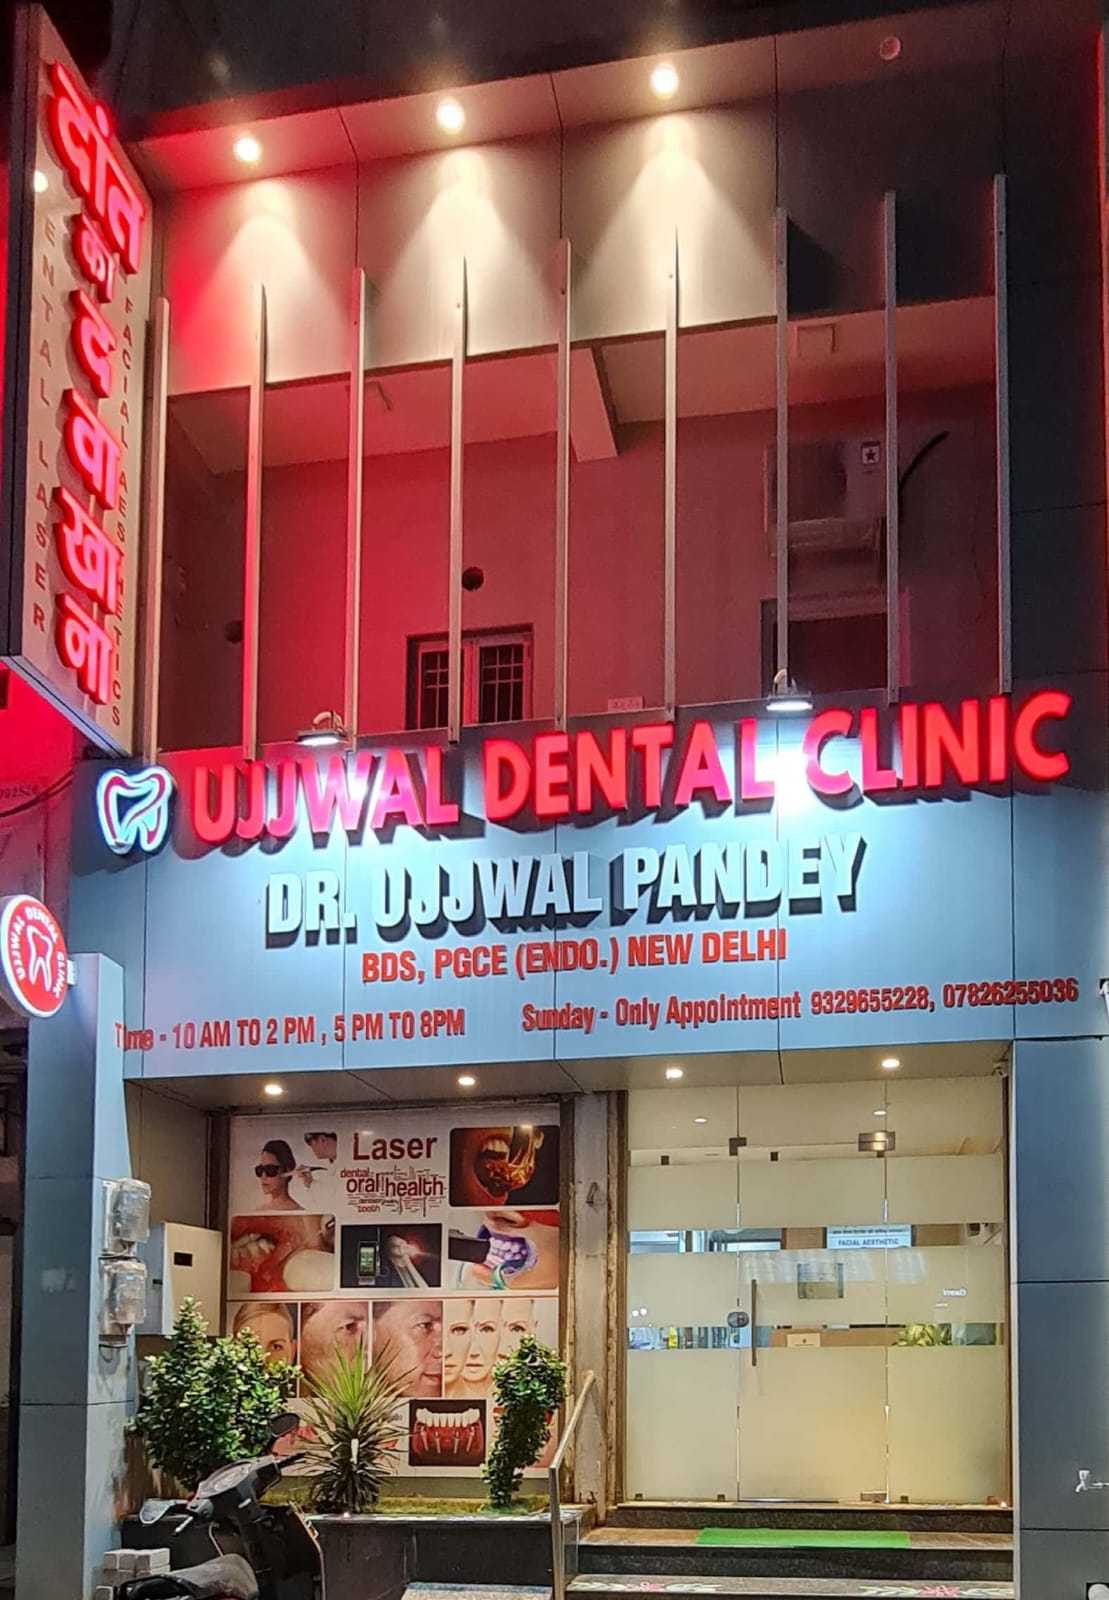 दांत का दवाखाना
DENTAL LASER
FACIAL AESTHETICS
UJJWAL DENTAL CLINIC
DR. UJJWAL PANDEY
BDS, PGCE (ENDO.) NEW DELHI
Time - 10 AM TO 2 PM , 5 PM TO 8PM
Sunday - Only Appointment 9329655228, 07826255036
UJJWAL DENTAL CLINIC
Laser
dental
oral health
tooth
FACIAL AESTHETIC